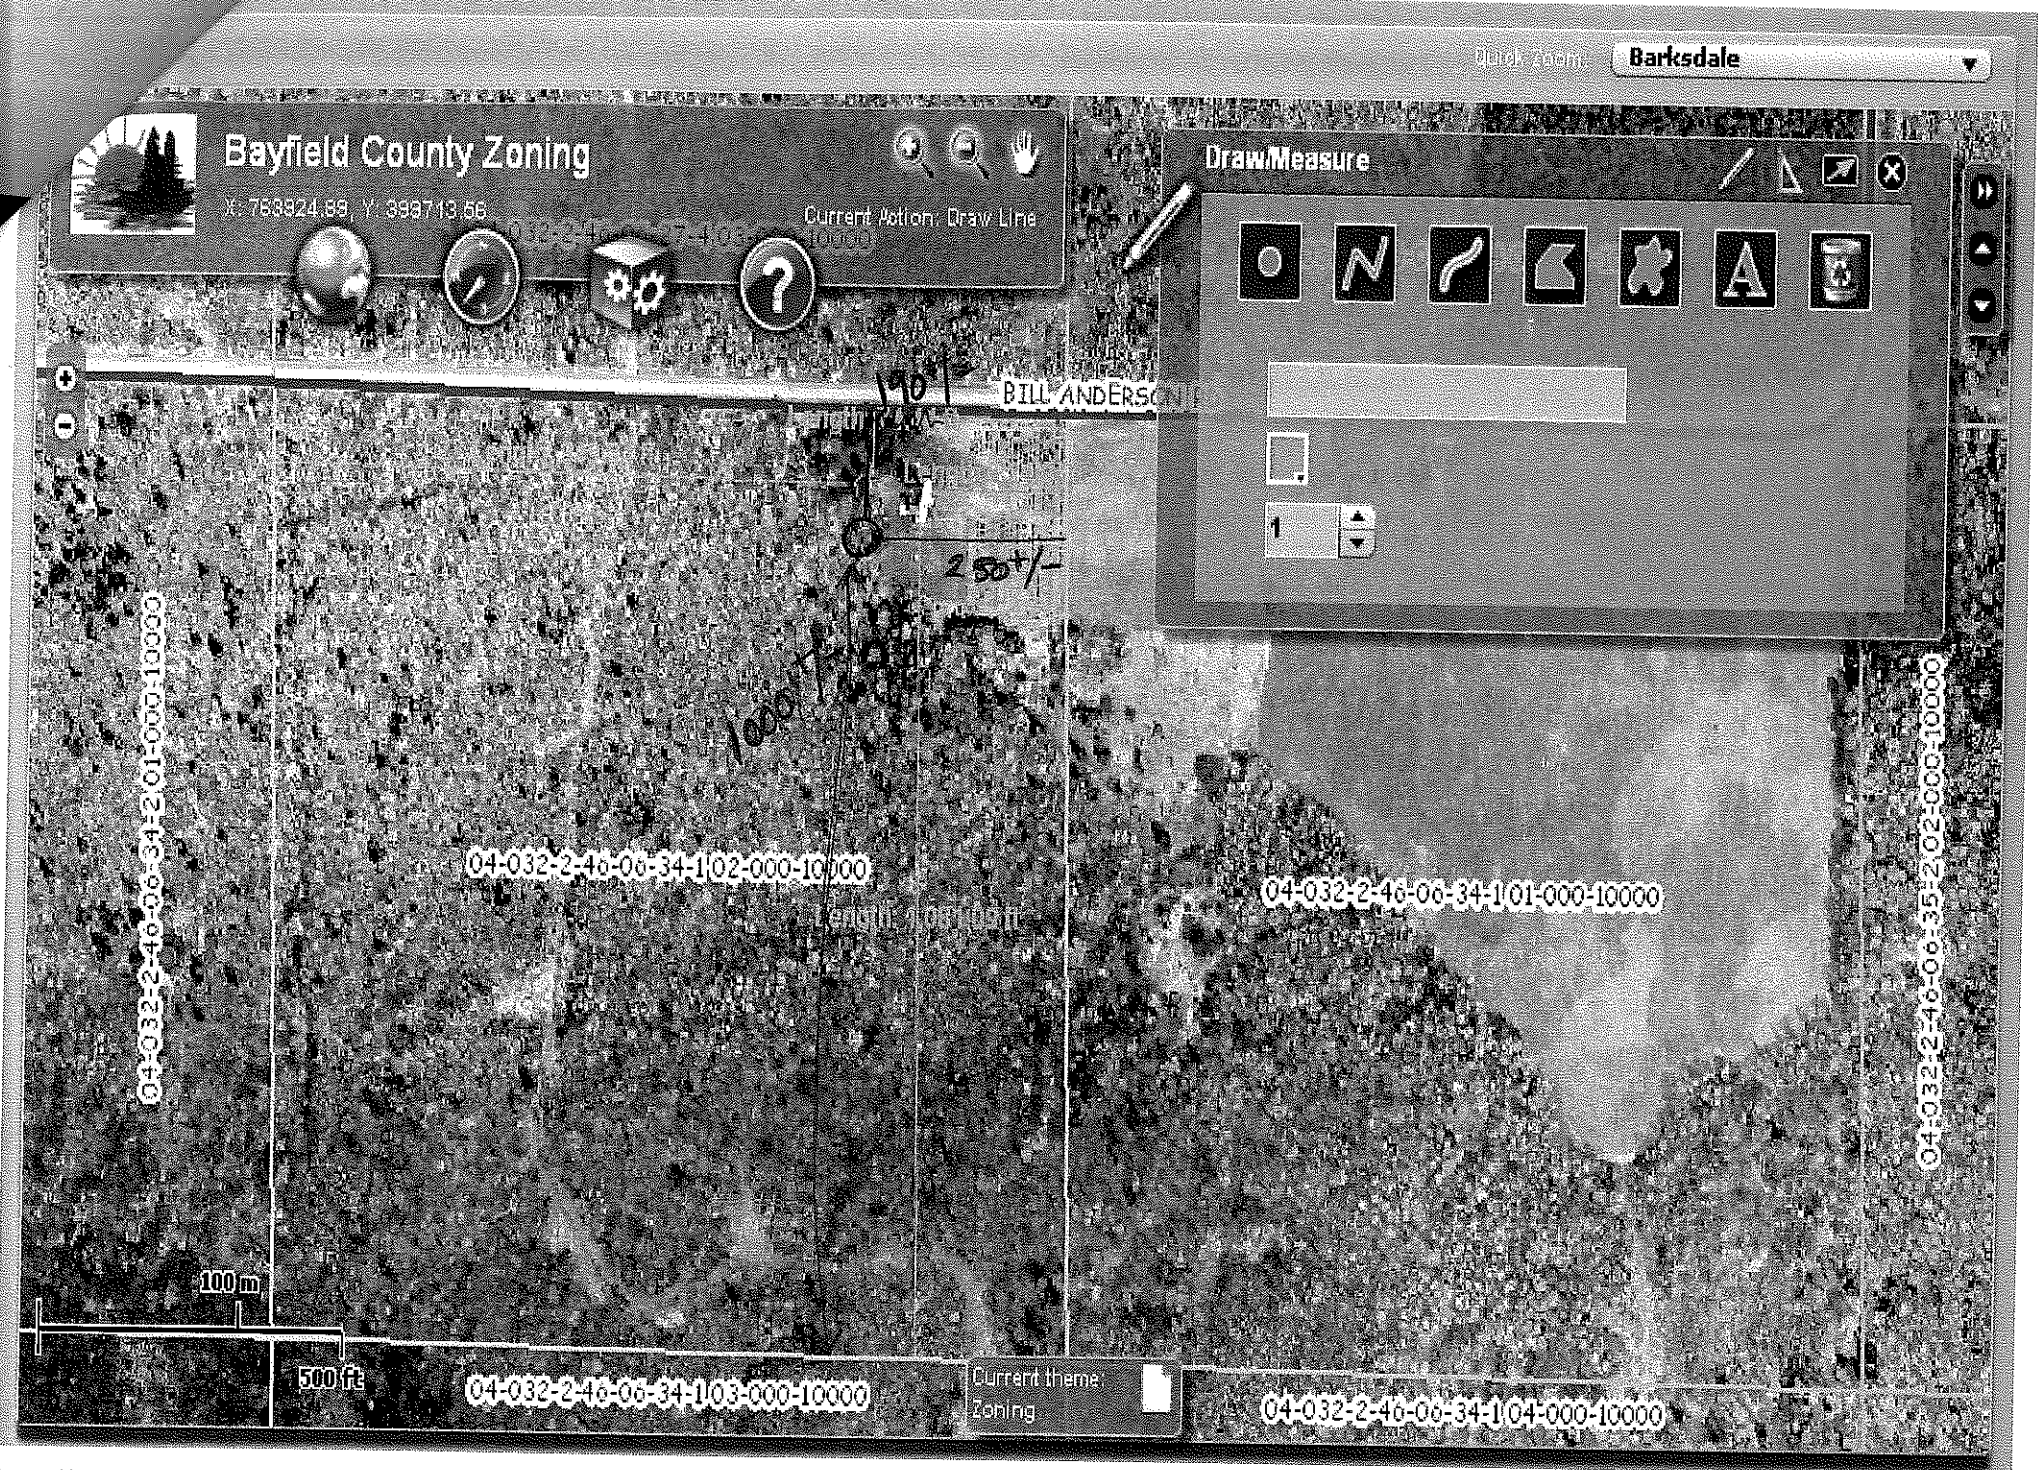 Quick Zoom:
Barksdale
Bayfield County Zoning
Draw/Measure
X: 763924.89, Y: 399713.56
Current Action: Draw Line
A
?
190+/-
BILL ANDERSON
1
250+/-
1000+/-
04-032-2-46-06-34-2 01-000-10000
04-032-2-46-06-34-1 02-000-10000
04-032-2-46-06-34-1 01-000-10000
04-032-2-46-06-35-2 02-000-10000
100 m
500 ft
04-032-2-46-06-34-1 03-000-10000
Current theme:
Zoning
04-032-2-46-06-34-1 04-000-10000